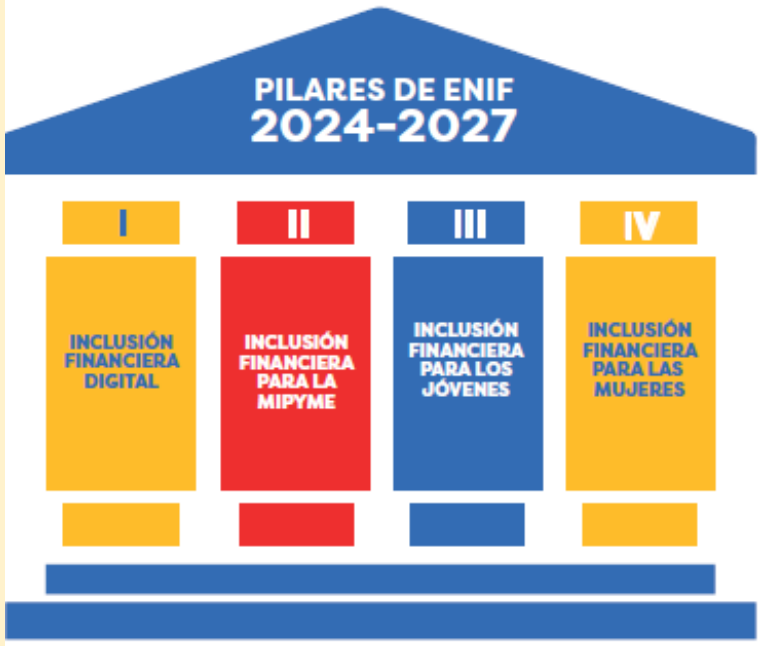 PILARES DE ENIF
2024-2027
I
II
III
IV
INCLUSIÓN
FINANCIERA
DIGITAL
INCLUSIÓN
FINANCIERA
PARA LA
MIPYME
INCLUSIÓN
FINANCIERA
PARA LOS
JÓVENES
INCLUSIÓN
FINANCIERA
PARA LAS
MUJERES